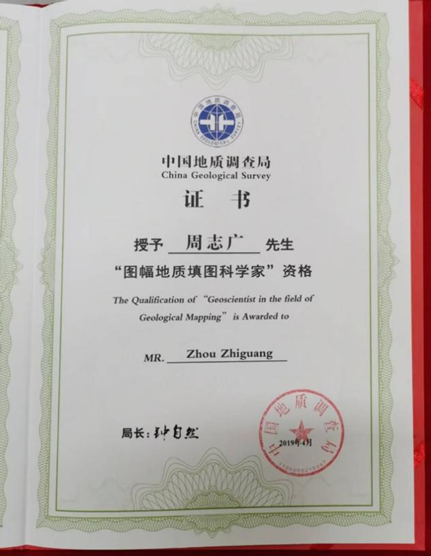 中国地质调查局
China Geological Survey
证 书
授予 周志广 先生
“图幅地质填图科学家”资格
The Qualification of “Geoscientist in the field of
Geological Mapping” is Awarded to
MR. Zhou Zhiguang
局长:钟自然
中国地质调查局
2019年4月